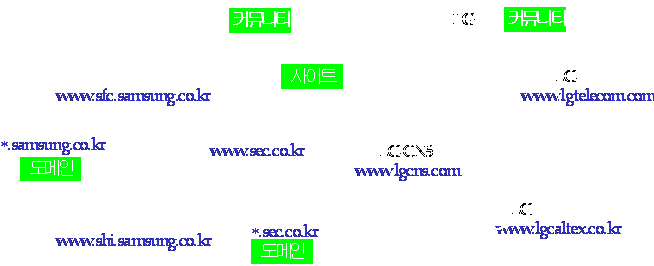 커뮤니티
LG 커뮤니티
사이트
LG
www.sfc.samsung.co.kr
www.lgtelecom.com
*.samsung.co.kr
도메인
www.sec.co.kr
LG CNS
www.lgcns.com
LG
www.lgcaltex.co.kr
*.sec.co.kr
도메인
www.shi.samsung.co.kr